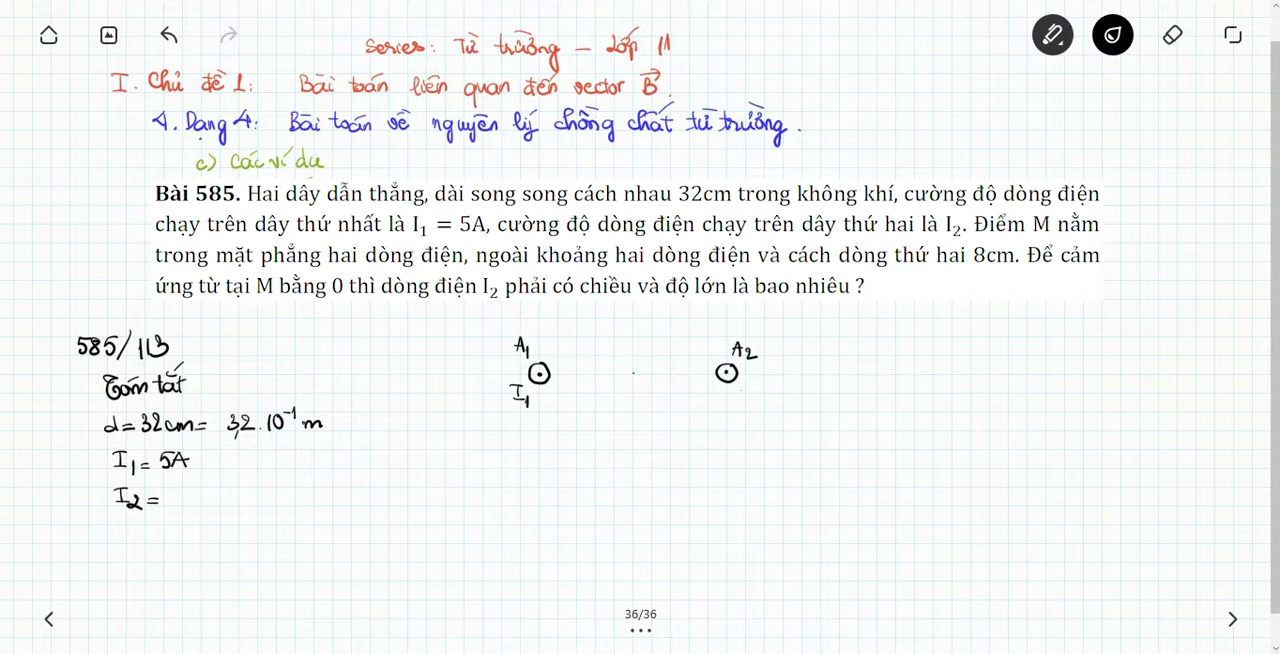 Series: Từ trường – Lớp 11
I. Chủ đề 1: Bài toán liên quan đến vector B⃗.
4. Dạng 4: Bài toán về nguyên lý chồng chất từ trường.
c) Các ví dụ
Bài 585. Hai dây dẫn thẳng, dài song song cách nhau 32cm trong không khí, cường độ dòng điện
chạy trên dây thứ nhất là I₁ = 5A, cường độ dòng điện chạy trên dây thứ hai là I₂. Điểm M nằm
trong mặt phẳng hai dòng điện, ngoài khoảng hai dòng điện và cách dòng thứ hai 8cm. Để cảm
ứng từ tại M bằng 0 thì dòng điện I₂ phải có chiều và độ lớn là bao nhiêu ?
585/113
Tóm tắt
d = 32cm = 3,2.10⁻¹ m
I₁ = 5A
I₂ =
A₁
I₁
A₂
36/36